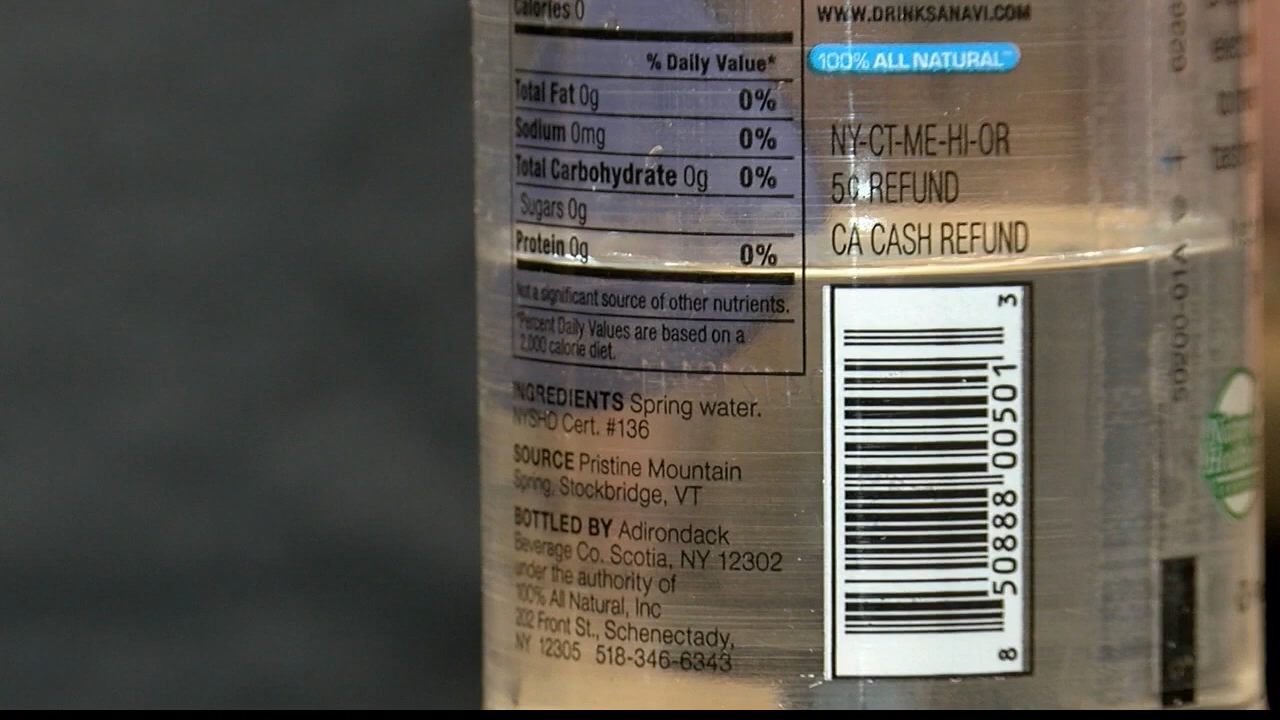 Calories 0
% Daily Value*
Total Fat 0g 0%
Sodium 0mg 0%
Total Carbohydrate 0g 0%
Sugars 0g
Protein 0g 0%
Not a significant source of other nutrients.
*Percent Daily Values are based on a
2,000 calorie diet.
INGREDIENTS Spring water.
NYSHD Cert. #136
SOURCE Pristine Mountain
Spring, Stockbridge, VT
BOTTLED BY Adirondack
Beverage Co. Scotia, NY 12302
under the authority of
100% All Natural, Inc
202 Front St., Schenectady,
NY 12305 518-346-6343
WWW.DRINKSANAVI.COM
100% ALL NATURAL™
NY-CT-ME-HI-OR
5¢ REFUND
CA CASH REFUND
8 50888 00501 3